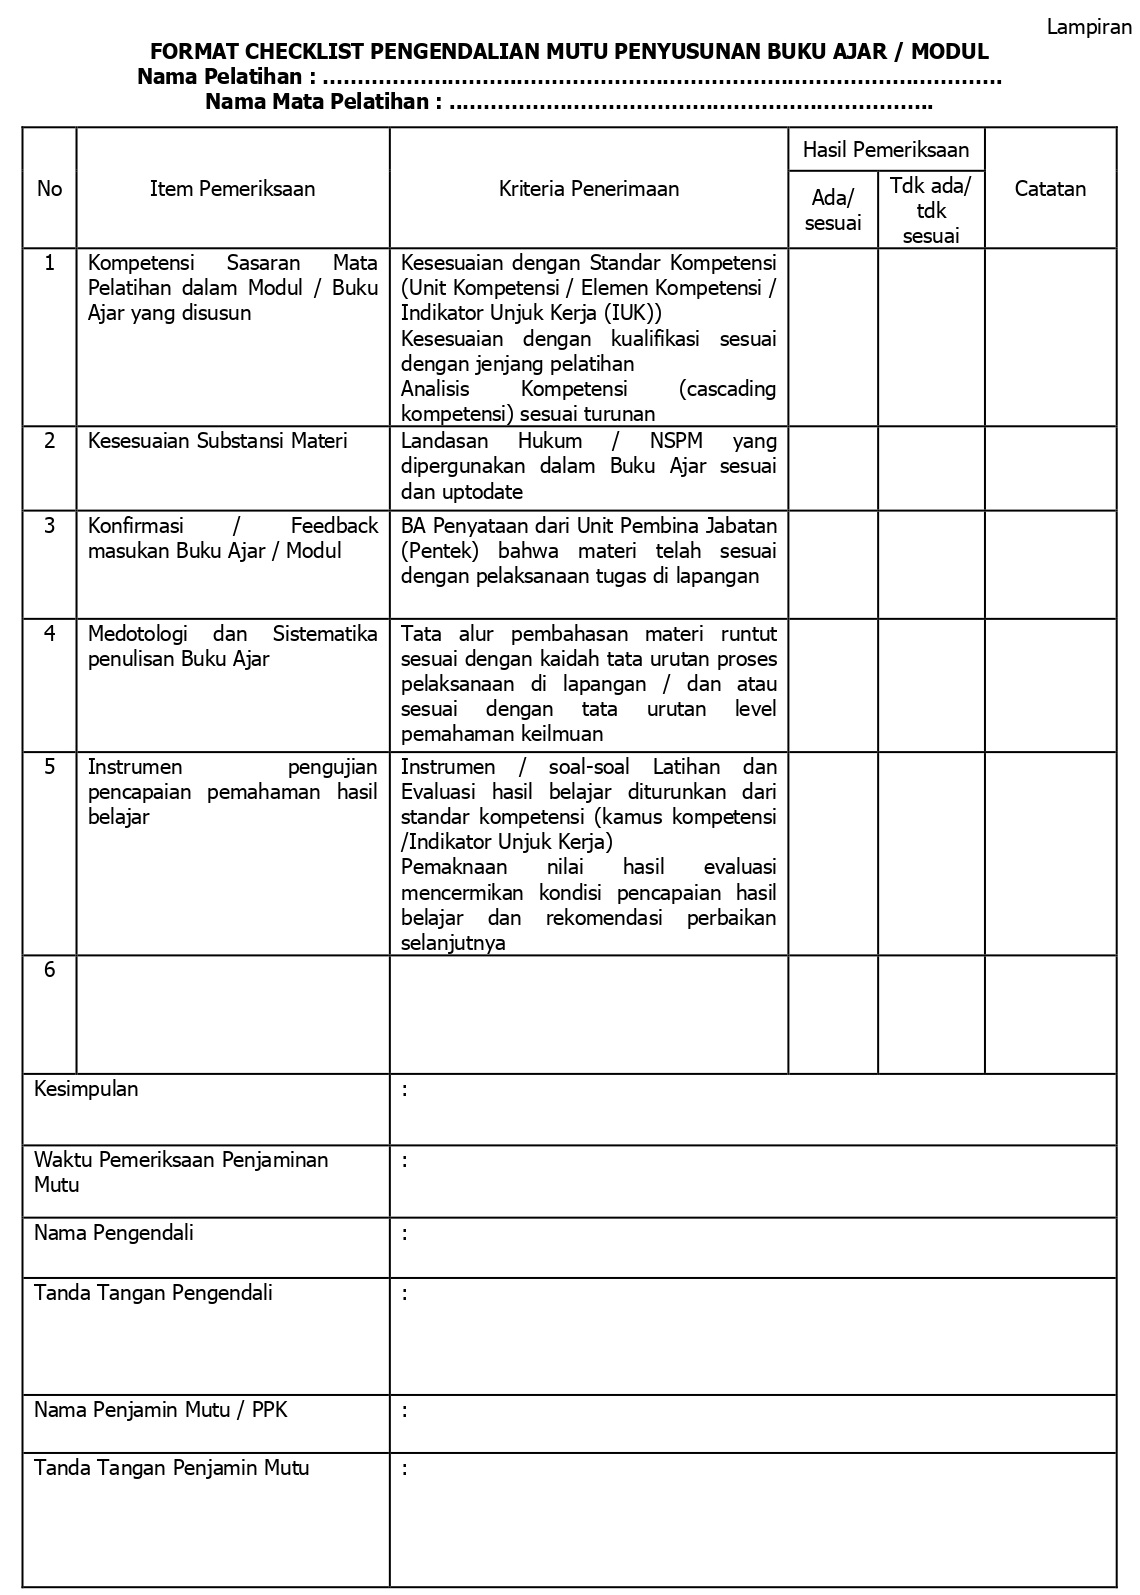 Lampiran
FORMAT CHECKLIST PENGENDALIAN MUTU PENYUSUNAN BUKU AJAR / MODUL
Nama Pelatihan : ……………………………………………………………………………………
Nama Mata Pelatihan : ……………………………………………………………..
No
Item Pemeriksaan
Kriteria Penerimaan
Hasil Pemeriksaan
Ada/
sesuai
Tdk ada/
tdk
sesuai
Catatan
1
Kompetensi Sasaran Mata
Pelatihan dalam Modul / Buku
Ajar yang disusun
Kesesuaian dengan Standar Kompetensi
(Unit Kompetensi / Elemen Kompetensi /
Indikator Unjuk Kerja (IUK))
Kesesuaian dengan kualifikasi sesuai
dengan jenjang pelatihan
Analisis Kompetensi (cascading
kompetensi) sesuai turunan
2
Kesesuaian Substansi Materi
Landasan Hukum / NSPM yang
dipergunakan dalam Buku Ajar sesuai
dan uptodate
3
Konfirmasi / Feedback
masukan Buku Ajar / Modul
BA Penyataan dari Unit Pembina Jabatan
(Pentek) bahwa materi telah sesuai
dengan pelaksanaan tugas di lapangan
4
Medotologi dan Sistematika
penulisan Buku Ajar
Tata alur pembahasan materi runtut
sesuai dengan kaidah tata urutan proses
pelaksanaan di lapangan / dan atau
sesuai dengan tata urutan level
pemahaman keilmuan
5
Instrumen pengujian
pencapaian pemahaman hasil
belajar
Instrumen / soal-soal Latihan dan
Evaluasi hasil belajar diturunkan dari
standar kompetensi (kamus kompetensi
/Indikator Unjuk Kerja)
Pemaknaan nilai hasil evaluasi
mencermikan kondisi pencapaian hasil
belajar dan rekomendasi perbaikan
selanjutnya
6
Kesimpulan :
Waktu Pemeriksaan Penjaminan :
Mutu
Nama Pengendali :
Tanda Tangan Pengendali :
Nama Penjamin Mutu / PPK :
Tanda Tangan Penjamin Mutu :